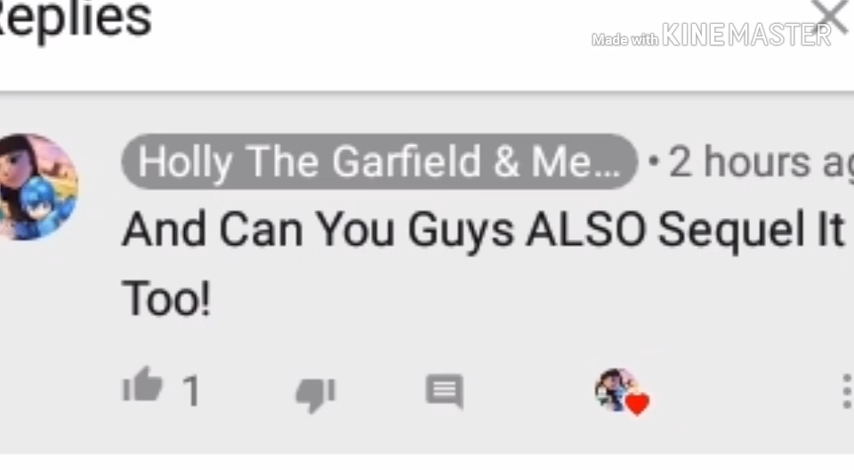 Replies
Made with KINEMASTER
Holly The Garfield & Me... • 2 hours ag
And Can You Guys ALSO Sequel It
Too!
1